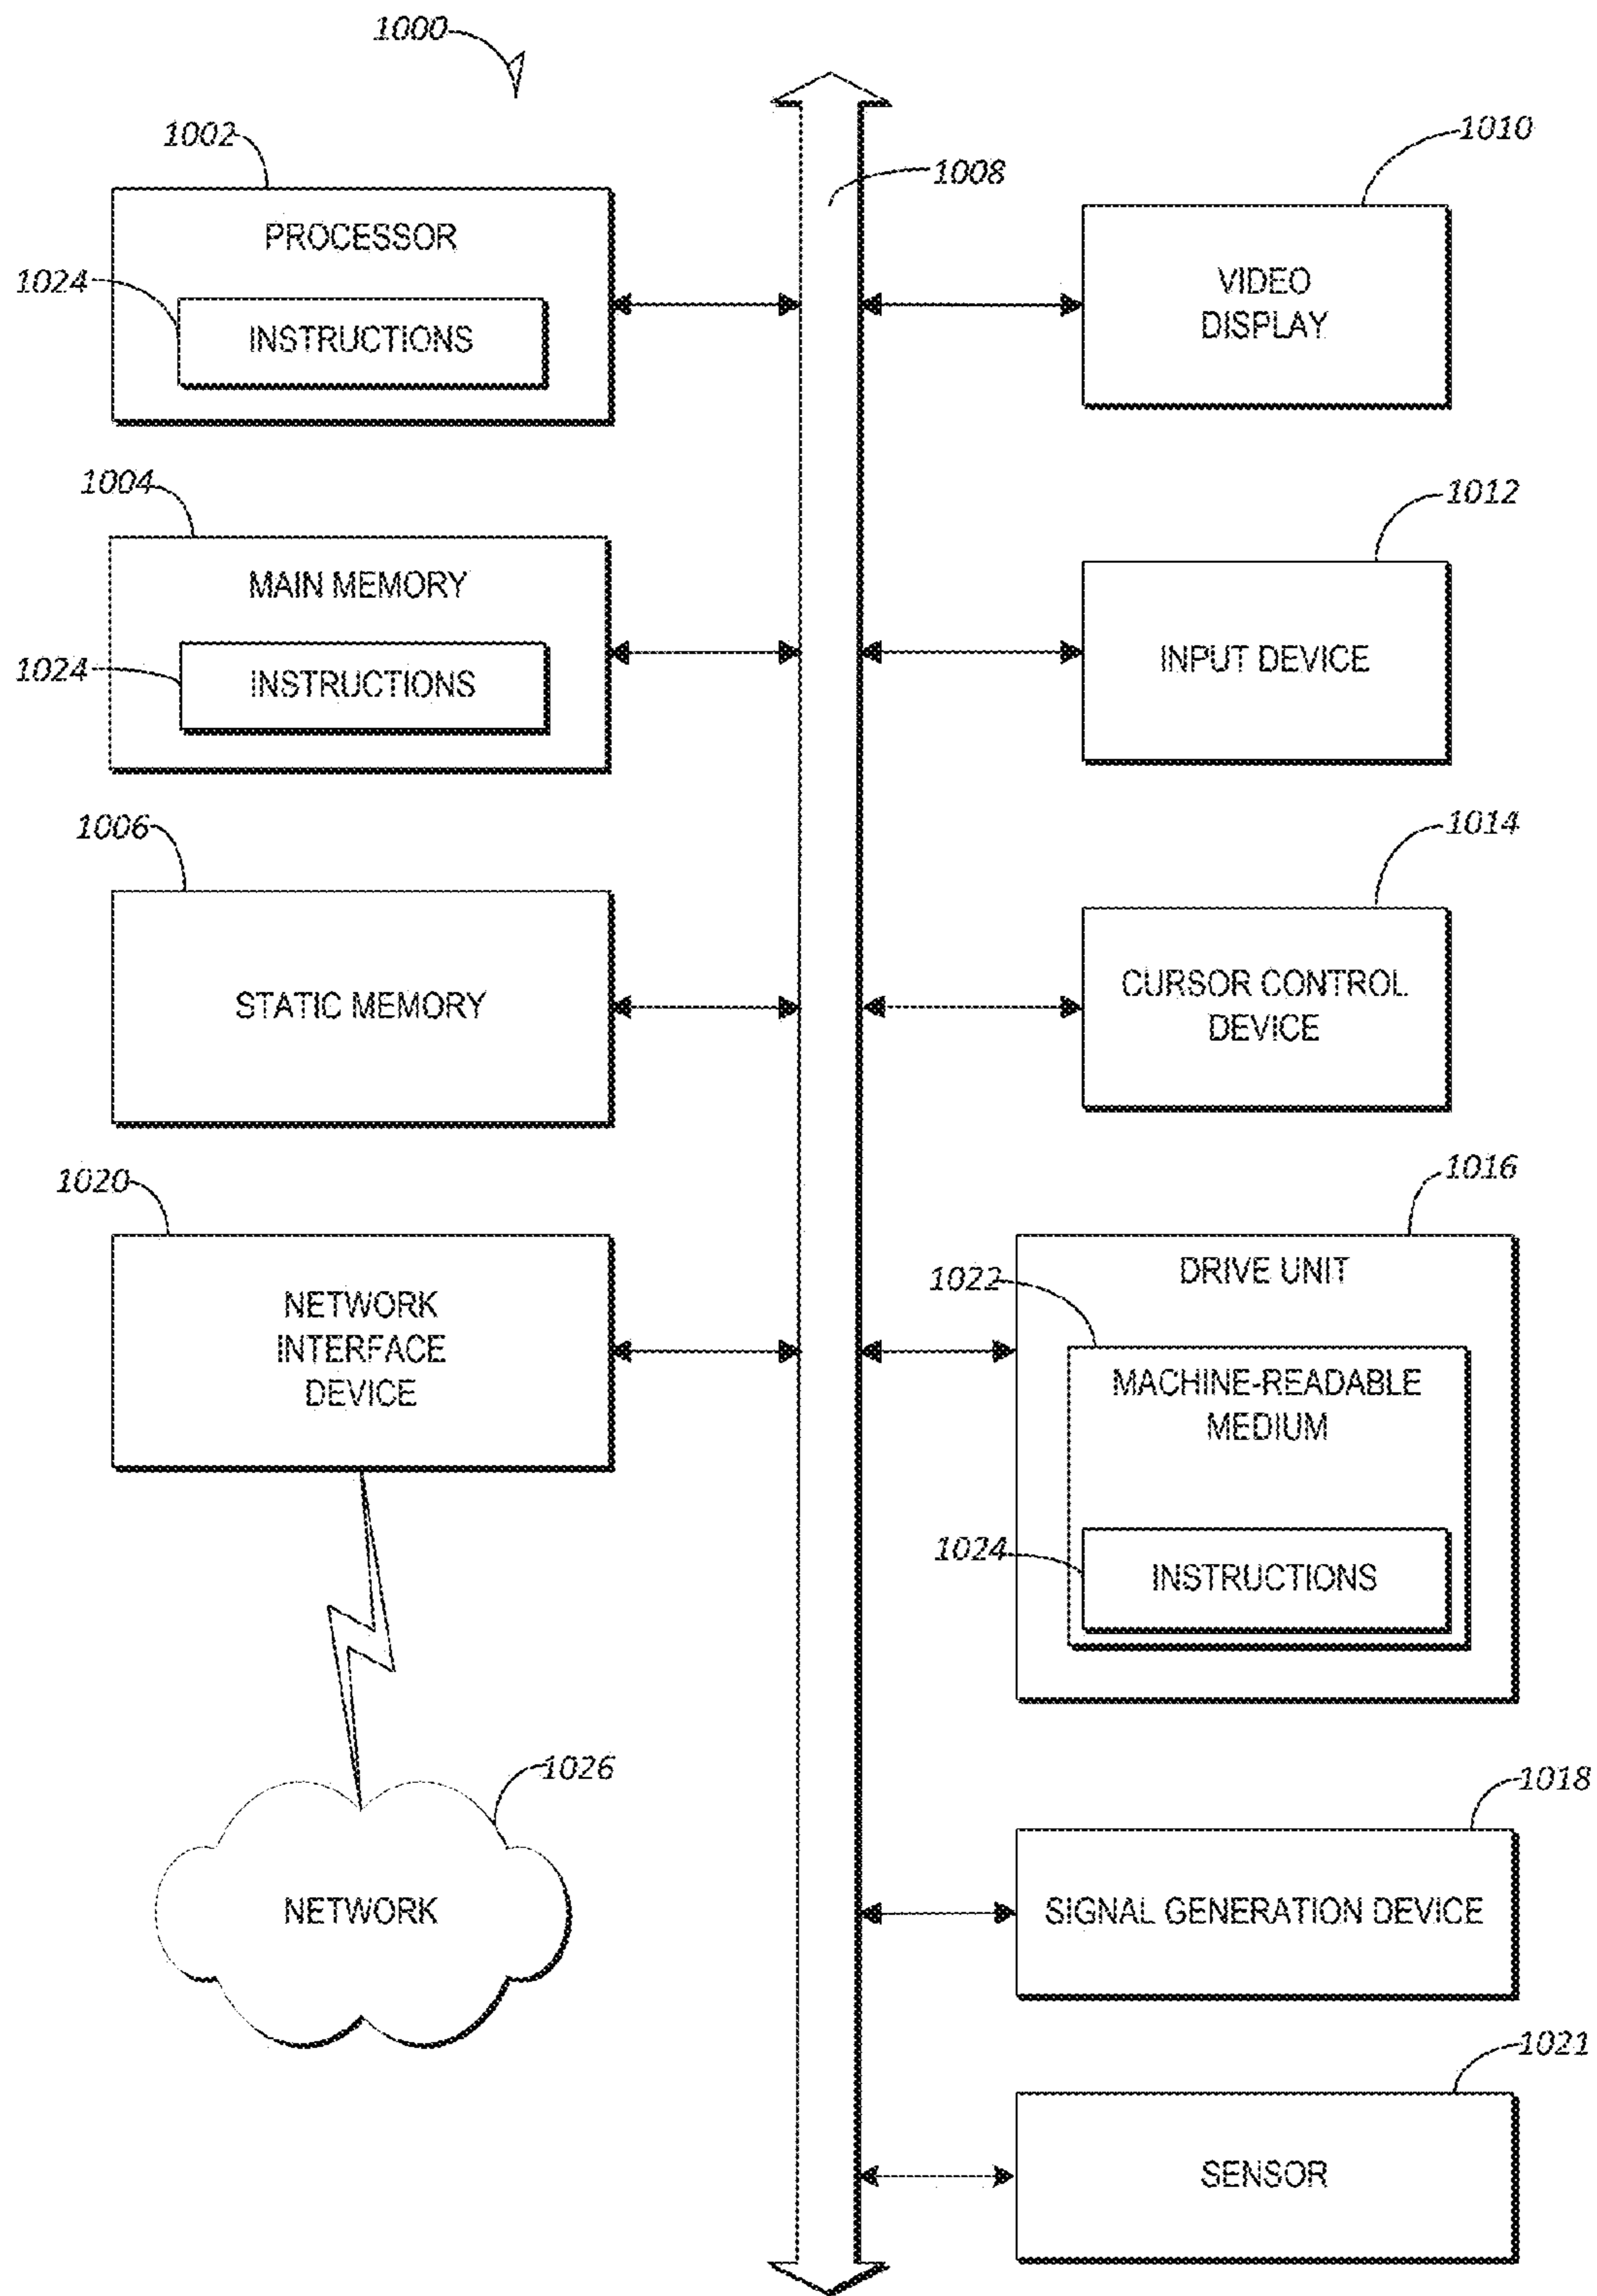 1000
1002
PROCESSOR
1024
INSTRUCTIONS
1004
MAIN MEMORY
1024
INSTRUCTIONS
1006
STATIC MEMORY
1020
NETWORK
INTERFACE
DEVICE
1026
NETWORK
1008
1010
VIDEO
DISPLAY
1012
INPUT DEVICE
1014
CURSOR CONTROL
DEVICE
1016
DRIVE UNIT
1022
MACHINE-READABLE
MEDIUM
1024
INSTRUCTIONS
1018
SIGNAL GENERATION DEVICE
1021
SENSOR